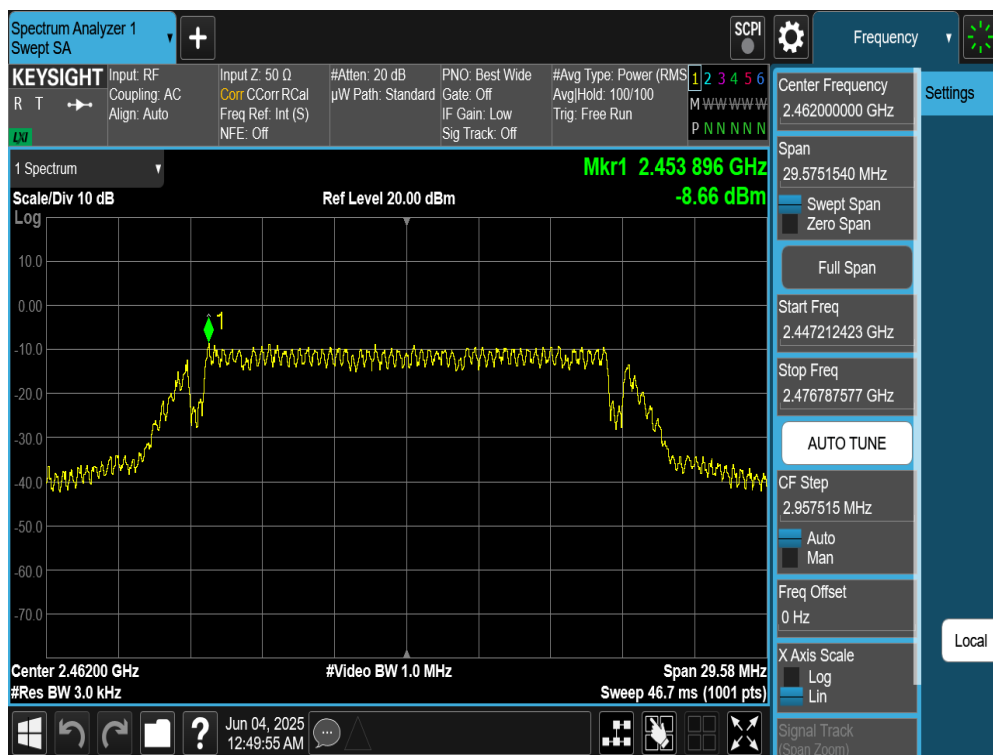 Spectrum Analyzer 1
Swept SA
+
SCPI
Frequency
KEYSIGHT
R T
LXI
Input: RF
Coupling: AC
Align: Auto
Input Z: 50 Ω
Corr CCorr RCal
Freq Ref: Int (S)
NFE: Off
#Atten: 20 dB
µW Path: Standard
PNO: Best Wide
Gate: Off
IF Gain: Low
Sig Track: Off
#Avg Type: Power (RMS
Avg|Hold: 100/100
Trig: Free Run
1 2 3 4 5 6
M W W W W W
P N N N N N
1 Spectrum
Mkr1 2.453 896 GHz
Scale/Div 10 dB
Ref Level 20.00 dBm
-8.66 dBm
Log
10.0
0.00
1
-10.0
-20.0
-30.0
-40.0
-50.0
-60.0
-70.0
Center 2.46200 GHz
#Video BW 1.0 MHz
Span 29.58 MHz
#Res BW 3.0 kHz
Sweep 46.7 ms (1001 pts)
Center Frequency
2.462000000 GHz
Span
29.5751540 MHz
Swept Span
Zero Span
Full Span
Start Freq
2.447212423 GHz
Stop Freq
2.476787577 GHz
AUTO TUNE
CF Step
2.957515 MHz
Auto
Man
Freq Offset
0 Hz
X Axis Scale
Log
Lin
Signal Track
(Span Zoom)
Settings
Local
?
Jun 04, 2025
12:49:55 AM